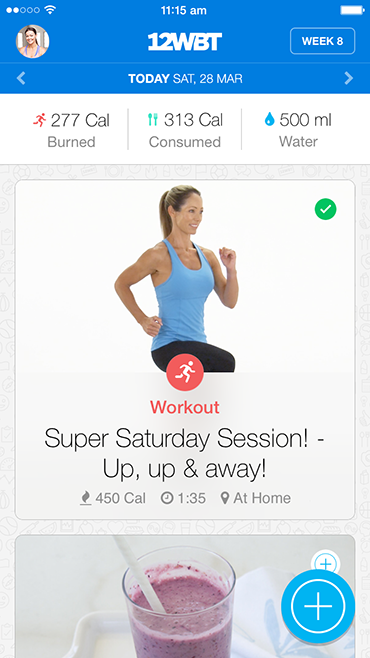 11:15 am
12WBT
WEEK 8
TODAY SAT, 28 MAR
277 Cal
Burned
313 Cal
Consumed
500 ml
Water
Workout
Super Saturday Session! -
Up, up & away!
450 Cal 1:35 At Home